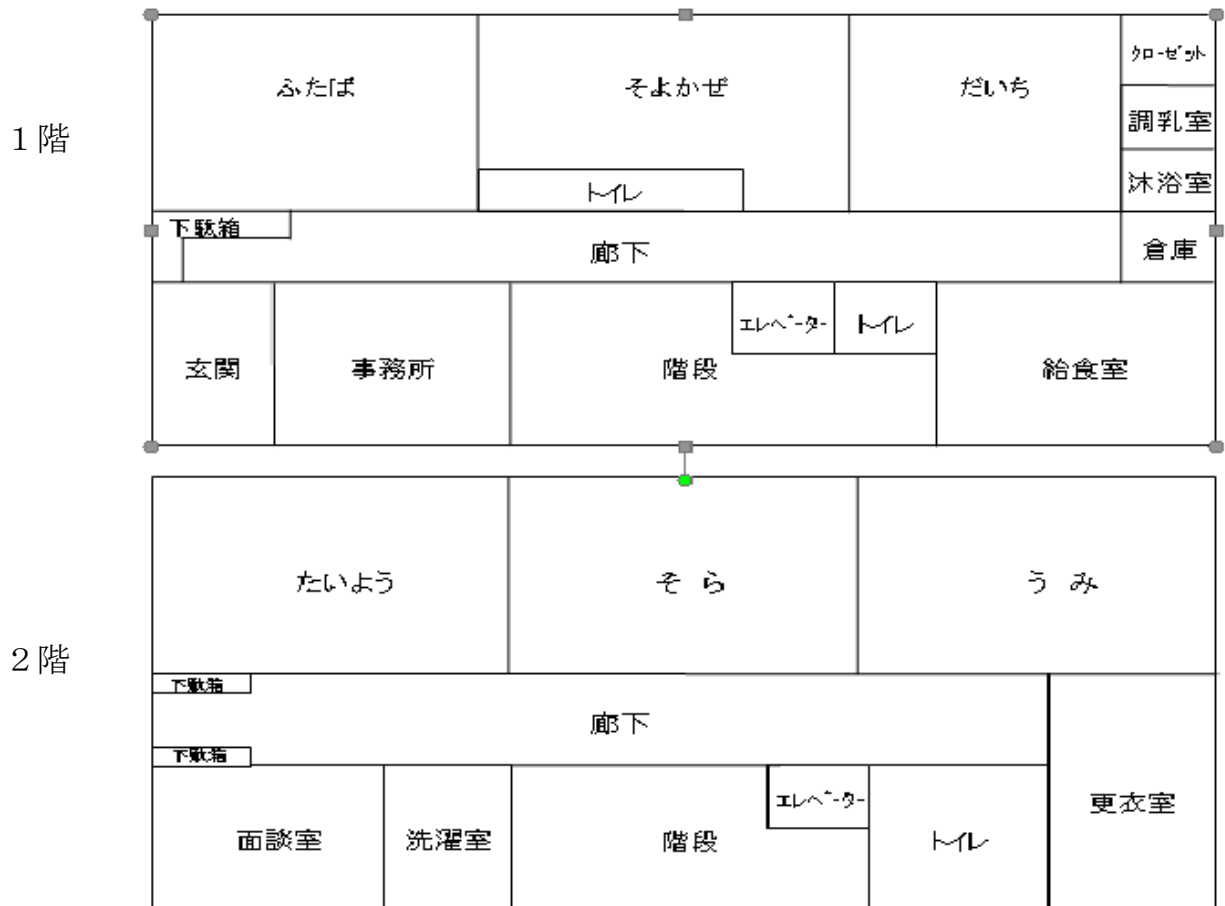 1階
ふたば
そよかぜ
だいち
クローゼット
調乳室
沐浴室
トイレ
下駄箱
廊下
倉庫
玄関
事務所
階段
エレベーター
トイレ
給食室
2階
たいよう
そら
うみ
下駄箱
廊下
下駄箱
面談室
洗濯室
階段
エレベーター
トイレ
更衣室